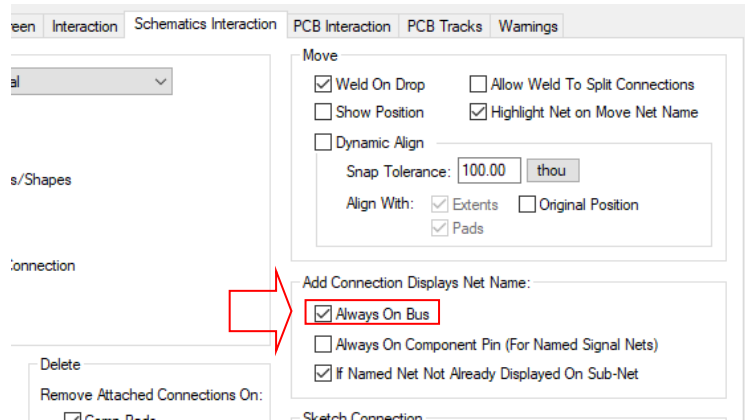 Interaction Schematics Interaction PCB Interaction PCB Tracks Warnings
Move
Weld On Drop Allow Weld To Split Connections
Show Position Highlight Net on Move Net Name
Dynamic Align
Snap Tolerance: 100.00 thou
s/Shapes
Align With: Extents Original Position
Pads
Connection
Add Connection Displays Net Name:
Always On Bus
Always On Component Pin (For Named Signal Nets)
Delete
If Named Net Not Already Displayed On Sub-Net
Remove Attached Connections On:
Comp Pads
Sketch Connection